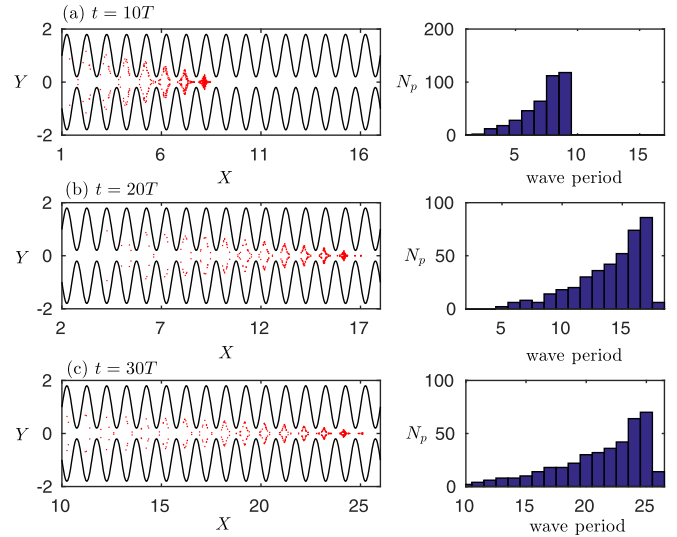 (a) t = 10T
2
0
-2
Y
1 6 11 16
X
200
100
0
N_p
5 10 15
wave period
(b) t = 20T
2
0
-2
Y
2 7 12 17
X
100
50
0
N_p
5 10 15
wave period
(c) t = 30T
2
0
-2
Y
10 15 20 25
X
100
50
0
N_p
10 15 20 25
wave period